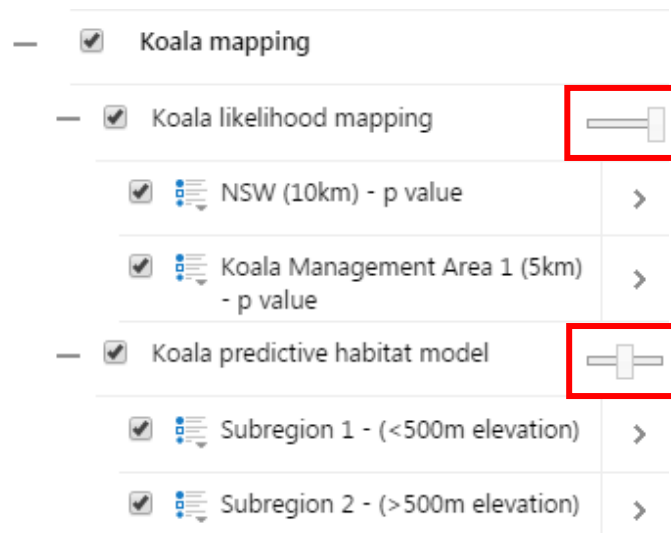 Koala mapping
Koala likelihood mapping
NSW (10km) - p value
Koala Management Area 1 (5km)
- p value
Koala predictive habitat model
Subregion 1 - (<500m elevation)
Subregion 2 - (>500m elevation)